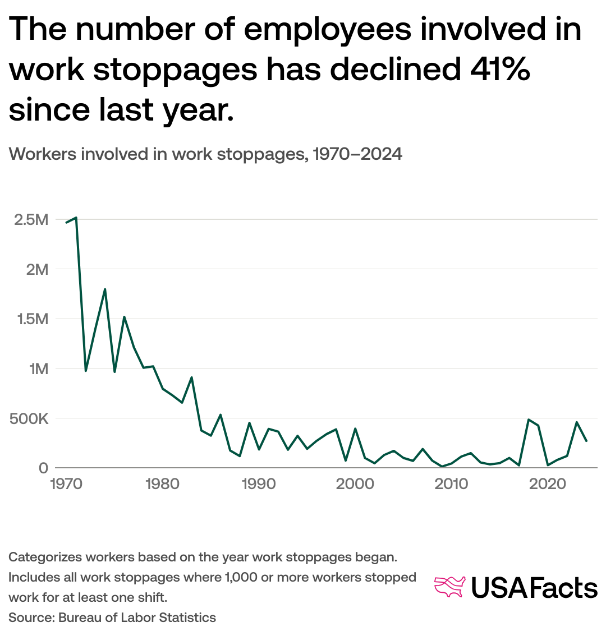 The number of employees involved in
work stoppages has declined 41%
since last year.
Workers involved in work stoppages, 1970–2024
2.5M
2M
1.5M
1M
500K
0
1970 1980 1990 2000 2010 2020
Categorizes workers based on the year work stoppages began.
Includes all work stoppages where 1,000 or more workers stopped
work for at least one shift.
Source: Bureau of Labor Statistics
USAFacts